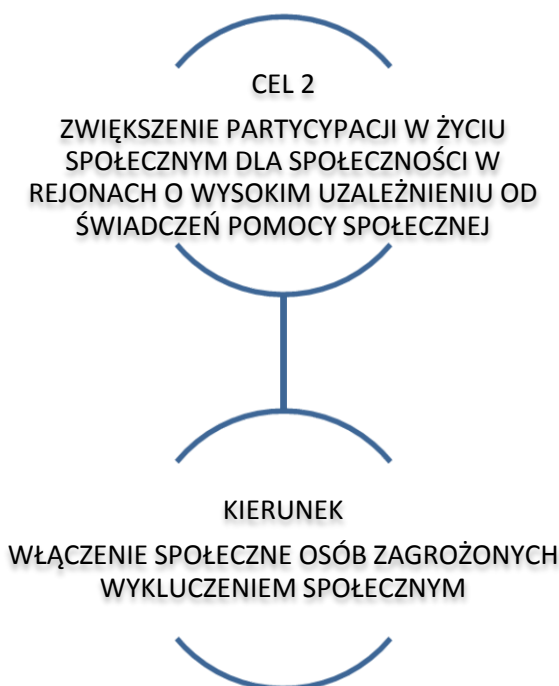 CEL 2
ZWIĘKSZENIE PARTYCYPACJI W ŻYCIU
SPOŁECZNYM DLA SPOŁECZNOŚCI W
REJONACH O WYSOKIM UZALEŻNIENIU OD
ŚWIADCZEŃ POMOCY SPOŁECZNEJ
KIERUNEK
WŁĄCZENIE SPOŁECZNE OSÓB ZAGROŻONYCH
WYKLUCZENIEM SPOŁECZNYM